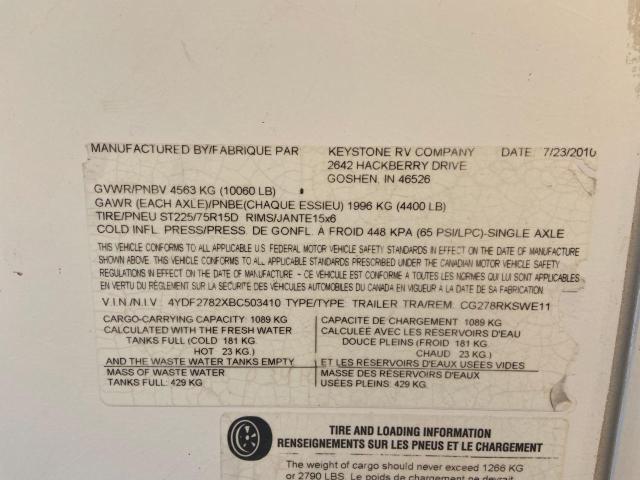 MANUFACTURED BY/FABRIQUE PAR KEYSTONE RV COMPANY DATE 7/23/2010
2642 HACKBERRY DRIVE
GOSHEN, IN 46526
GVWR/PNBV 4563 KG (10060 LB)
GAWR (EACH AXLE)/PNBE(CHAQUE ESSIEU) 1996 KG (4400 LB)
TIRE/PNEU ST225/75R15D RIMS/JANTE15x6
COLD INFL. PRESS/PRESS. DE GONFL. À FROID 448 KPA (65 PSI/LPC)-SINGLE AXLE
THIS VEHICLE CONFORMS TO ALL APPLICABLE U.S. FEDERAL MOTOR VEHICLE SAFETY STANDARDS IN EFFECT ON THE DATE OF MANUFACTURE
SHOWN ABOVE. THIS VEHICLE CONFORMS TO ALL APPLICABLE STANDARDS PRESCRIBED UNDER THE CANADIAN MOTOR VEHICLE SAFETY
REGULATIONS IN EFFECT ON THE DATE OF MANUFACTURE - CE VEHICULE EST CONFORME A TOUTES LES NORMES QUI LUI SONT APPLICABLES
EN VERTU DU RÉGLEMENT SUR LA SÉCURITÉ DES VÉHICULES AUTOMOBILES DU CANADA EN VIGUEUR A LA DATE DE SA FABRICATION.
V.I.N./N.I.V. 4YDF2782XBC503410 TYPE/TYPE: TRAILER TRA/REM. CG278RKSWE11
CARGO-CARRYING CAPACITY 1089 KG
CALCULATED WITH THE FRESH WATER
TANKS FULL (COLD 181 KG
HOT 23 KG.)
AND THE WASTE WATER TANKS EMPTY
MASS OF WASTE WATER
TANKS FULL: 429 KG
CAPACITE DE CHARGEMENT 1089 KG
CALCULÉE AVEC LES RÉSERVOIRS D'EAU
DOUCE PLEINS (FROID 181 KG
CHAUD 23 KG.)
ET LES RÉSERVOIRS D'EAUX USÉES VIDES
MASSE DES RÉSERVOIRS D'EAUX
USÉES PLEINS: 429 KG.
TIRE AND LOADING INFORMATION
RENSEIGNEMENTS SUR LES PNEUS ET LE CHARGEMENT
The weight of cargo should never exceed 1266 KG
or 2790 LBS. Le poids de chargement ne devrait